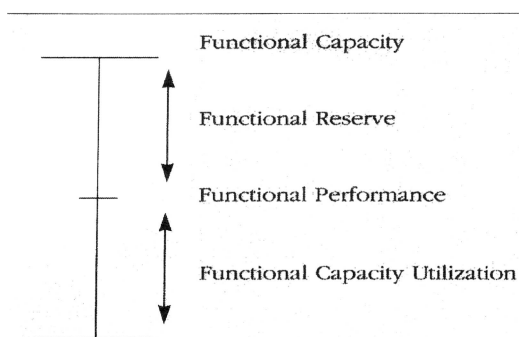 Functional Capacity
Functional Reserve
Functional Performance
Functional Capacity Utilization